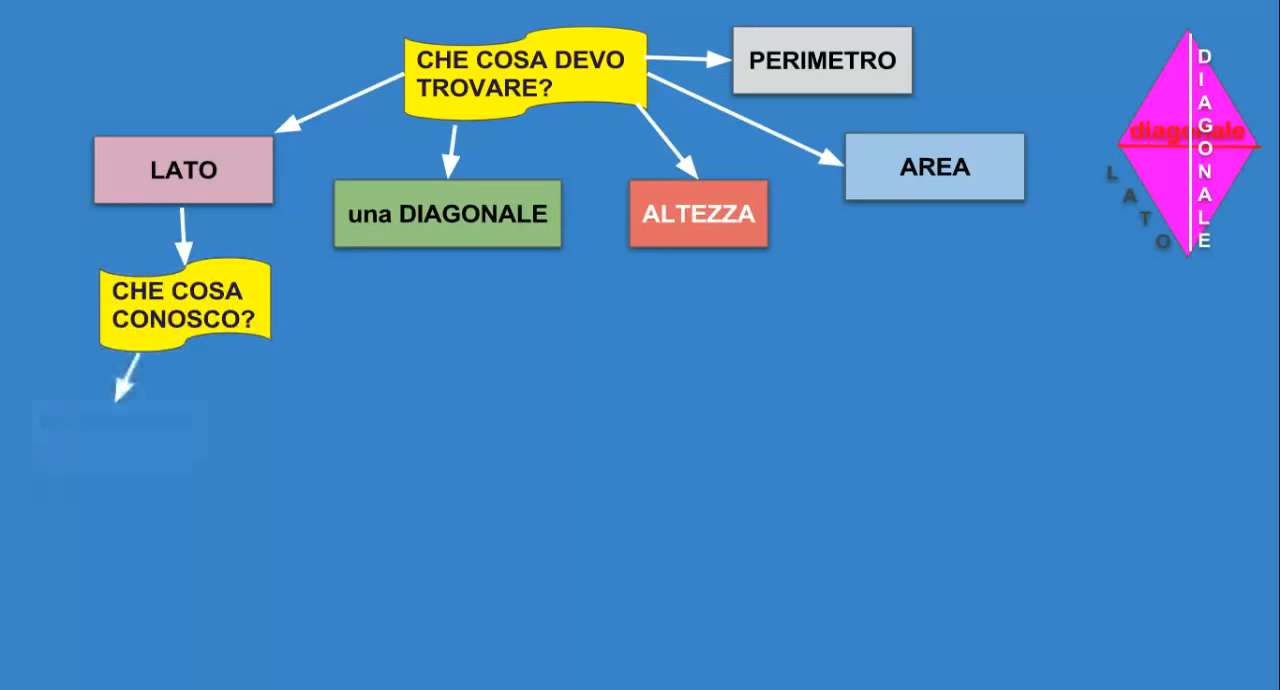 CHE COSA DEVO
TROVARE?
PERIMETRO
LATO
una DIAGONALE
ALTEZZA
AREA
CHE COSA
CONOSCO?
diagonale
DIAGONALE
LATO